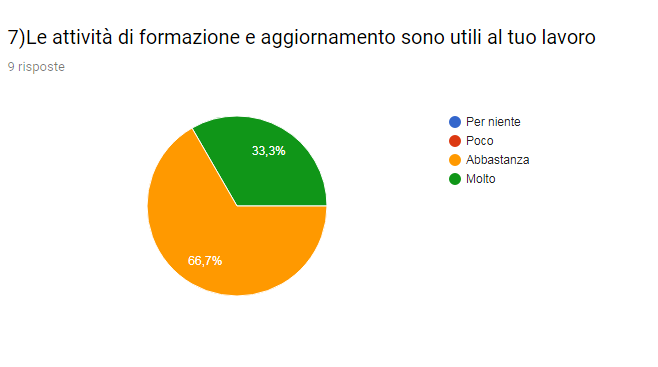 7)Le attività di formazione e aggiornamento sono utili al tuo lavoro
9 risposte
33,3%
66,7%
Per niente
Poco
Abbastanza
Molto